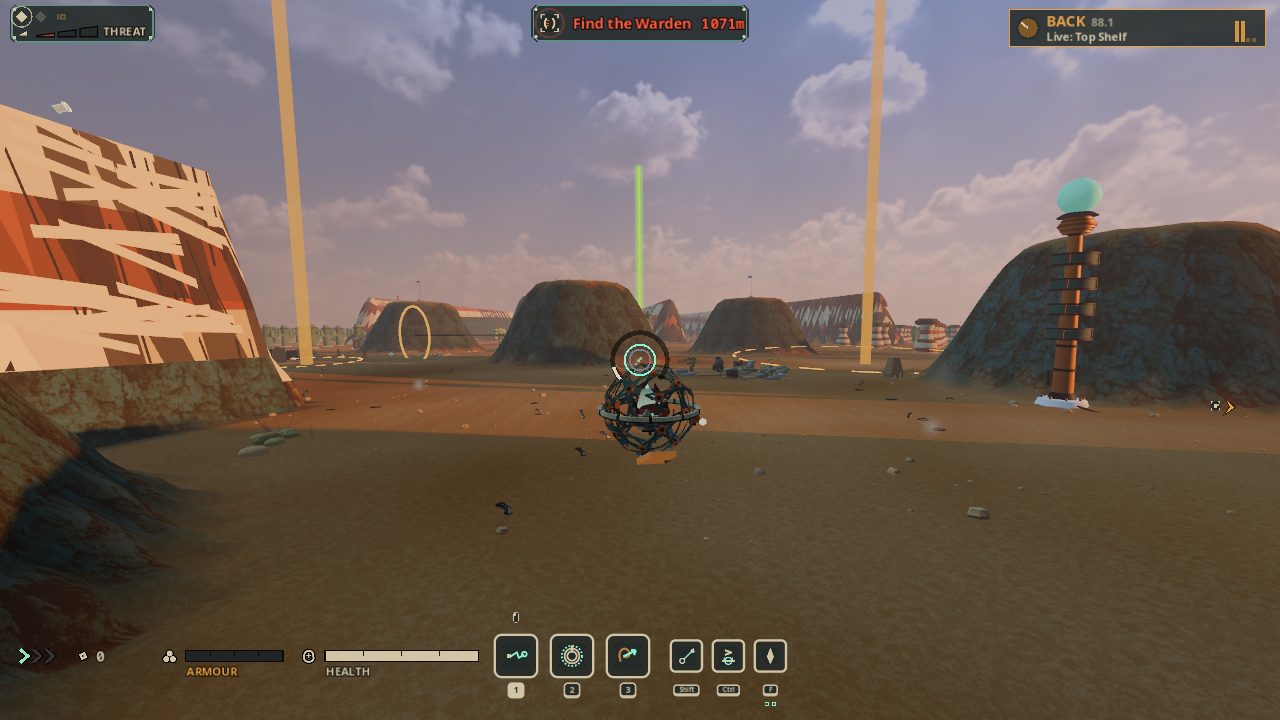 THREAT
Find the Warden 1071m
BACK 88.1
Live: Top Shelf
0
ARMOUR
HEALTH
1
2
3
Shift
Ctrl
F